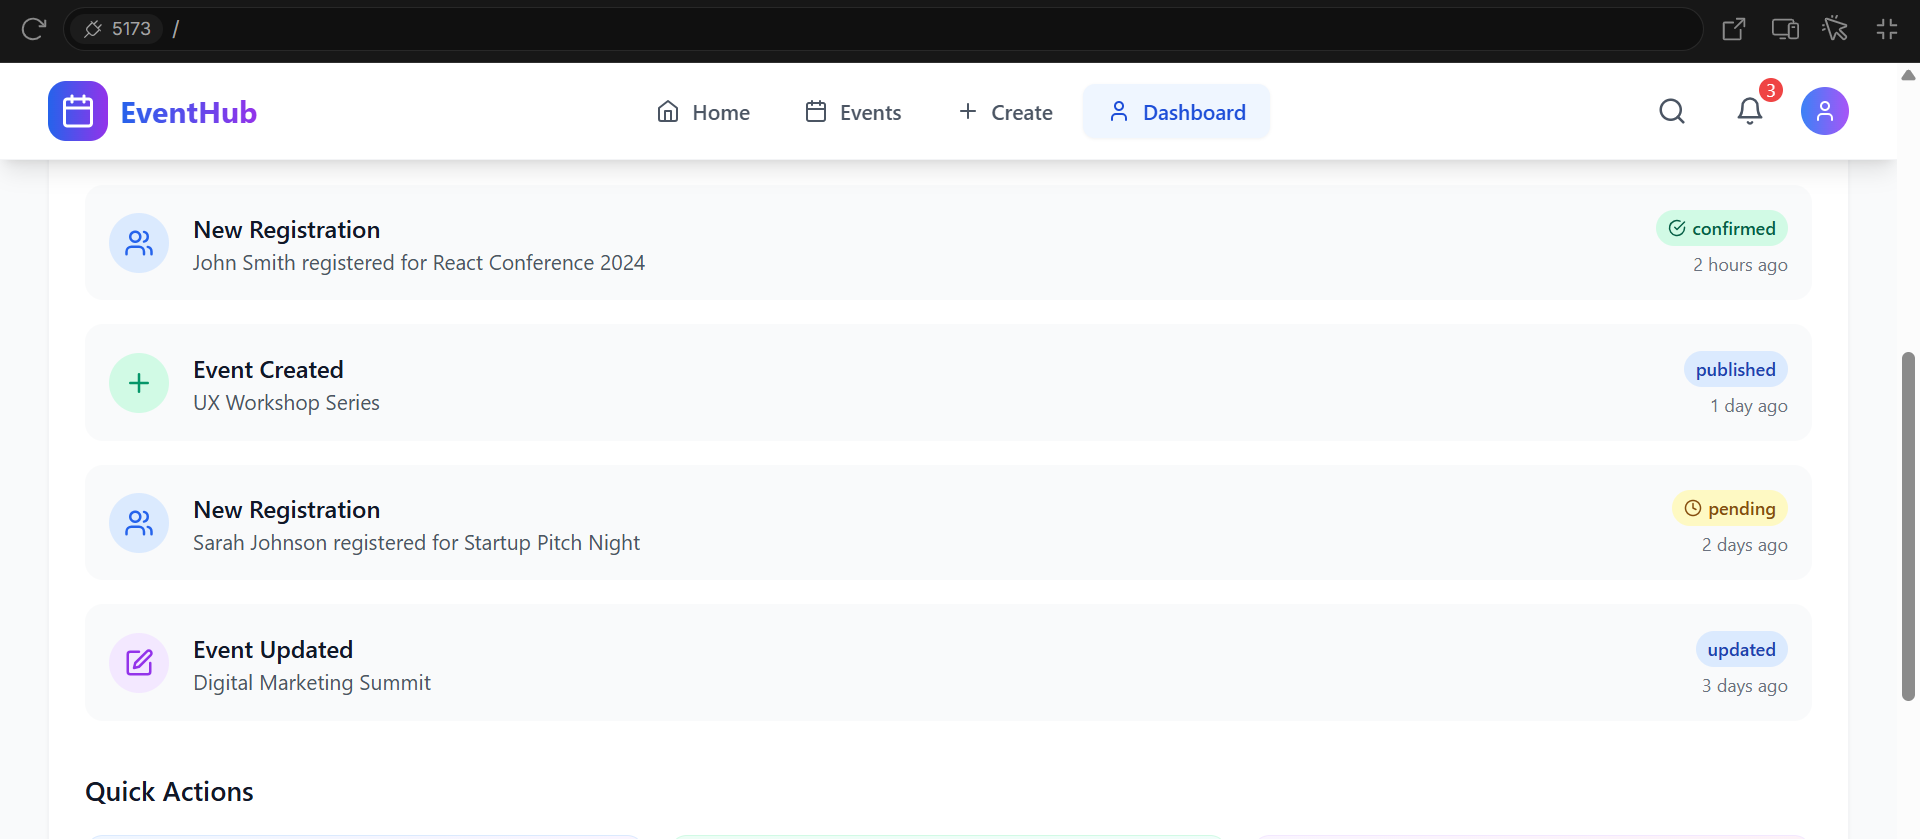 5173 /
EventHub
Home
Events
Create
Dashboard
3
New Registration
John Smith registered for React Conference 2024
confirmed
2 hours ago
Event Created
UX Workshop Series
published
1 day ago
New Registration
Sarah Johnson registered for Startup Pitch Night
pending
2 days ago
Event Updated
Digital Marketing Summit
updated
3 days ago
Quick Actions